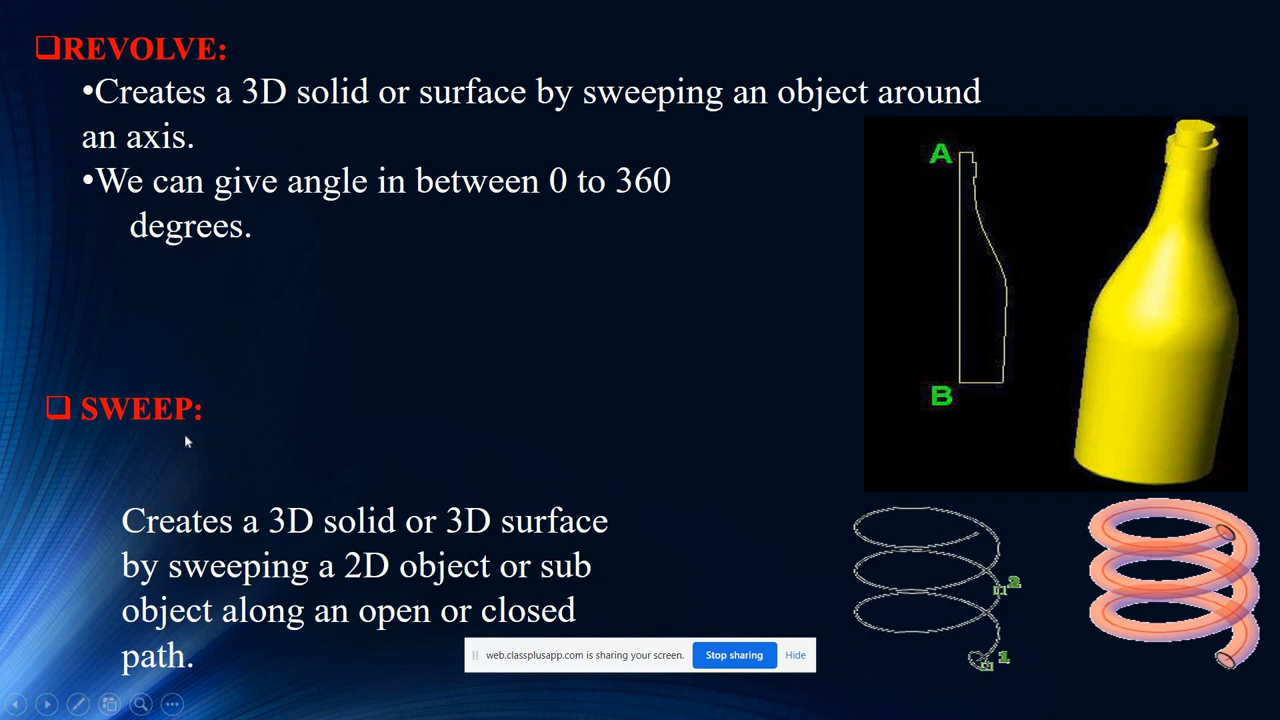 ❑REVOLVE:
•Creates a 3D solid or surface by sweeping an object around
an axis.
•We can give angle in between 0 to 360
degrees.
A
B
❑ SWEEP:
Creates a 3D solid or 3D surface
by sweeping a 2D object or sub
object along an open or closed
path.
2
1
web.classplusapp.com is sharing your screen. Stop sharing Hide